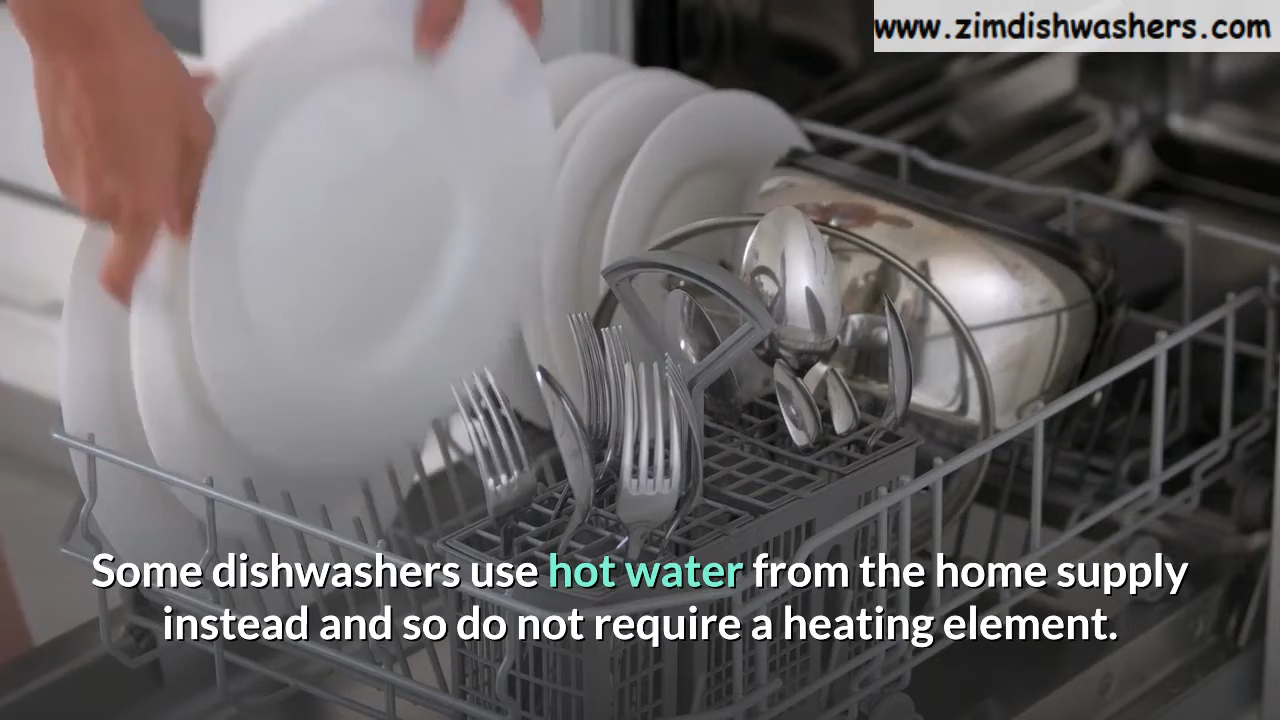 www.zimdishwashers.com
Some dishwashers use hot water from the home supply
instead and so do not require a heating element.